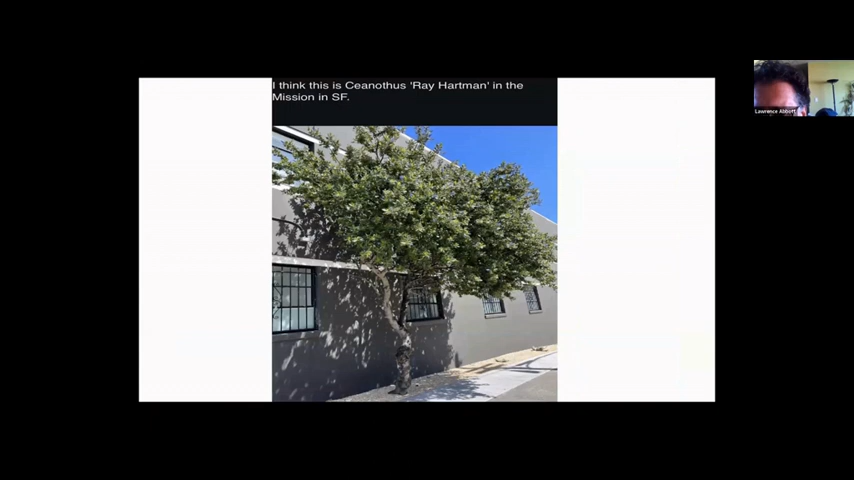 I think this is Ceanothus 'Ray Hartman' in the
Mission in SF.
Lawrence Abbott